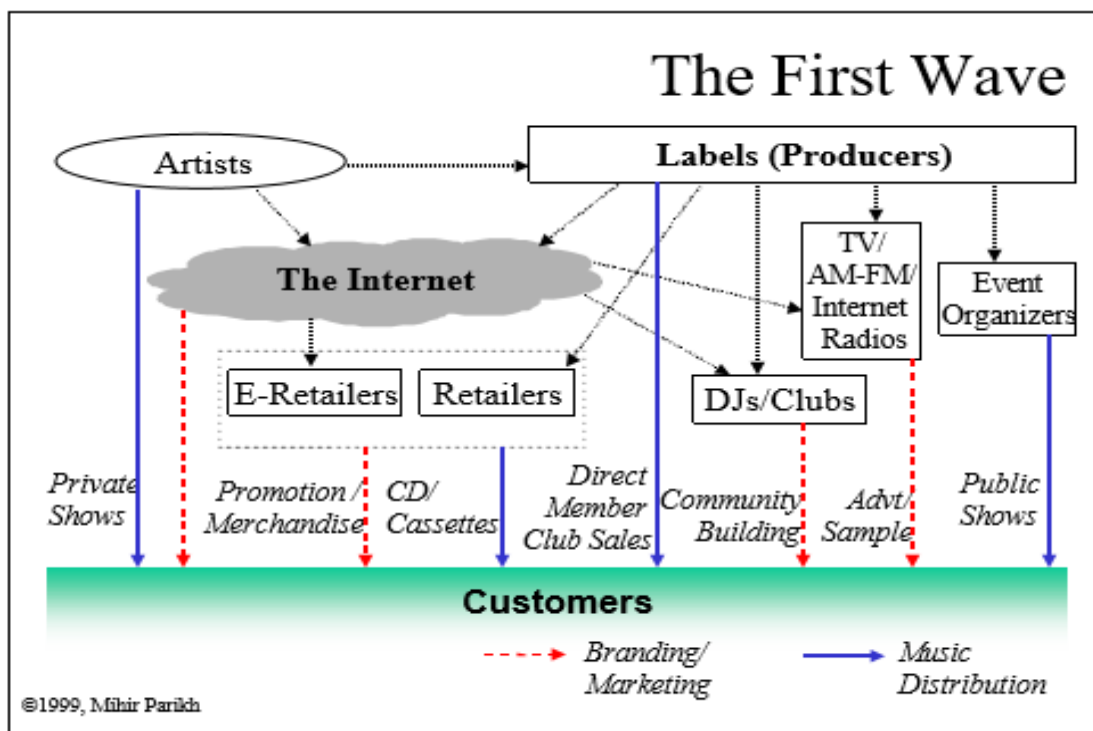 The First Wave
Artists
Labels (Producers)
The Internet
TV/
AM-FM/
Internet
Radios
Event
Organizers
E-Retailers
Retailers
DJs/Clubs
Private
Shows
Promotion /
Merchandise
CD/
Cassettes
Direct
Member
Club Sales
Community
Building
Advt/
Sample
Public
Shows
Customers
Branding/
Marketing
Music
Distribution
©1999, Mihir Parikh